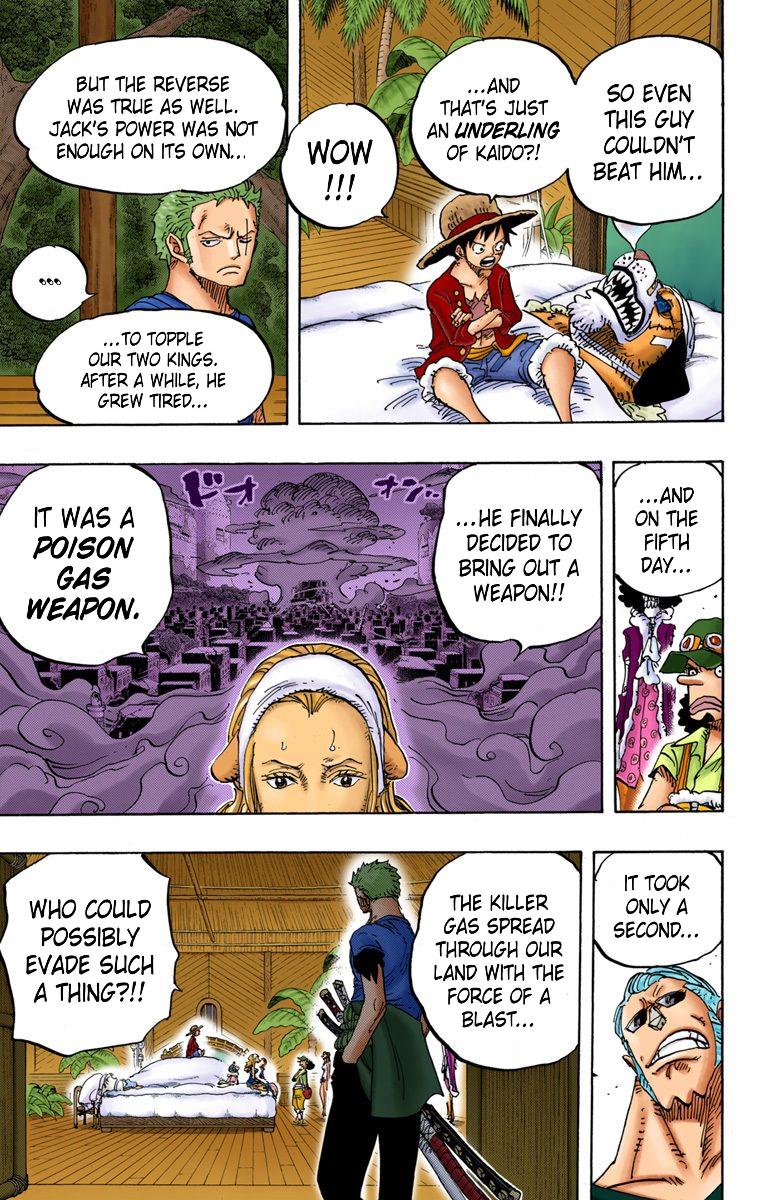 SO EVEN
THIS GUY
COULDN'T
BEAT HIM...
...AND
THAT'S JUST
AN UNDERLING
OF KAIDO?!
WOW
!!!
BUT THE REVERSE
WAS TRUE AS WELL.
JACK'S POWER WAS NOT
ENOUGH ON ITS OWN...
...
...TO TOPPLE
OUR TWO KINGS.
AFTER A WHILE, HE
GREW TIRED...
...AND
ON THE
FIFTH
DAY...
...HE FINALLY
DECIDED TO
BRING OUT A
WEAPON!!
ドオオン..
IT WAS A
POISON
GAS
WEAPON.
IT TOOK
ONLY A
SECOND...
THE KILLER
GAS SPREAD
THROUGH OUR
LAND WITH THE
FORCE OF A
BLAST...
WHO COULD
POSSIBLY
EVADE SUCH
A THING?!!